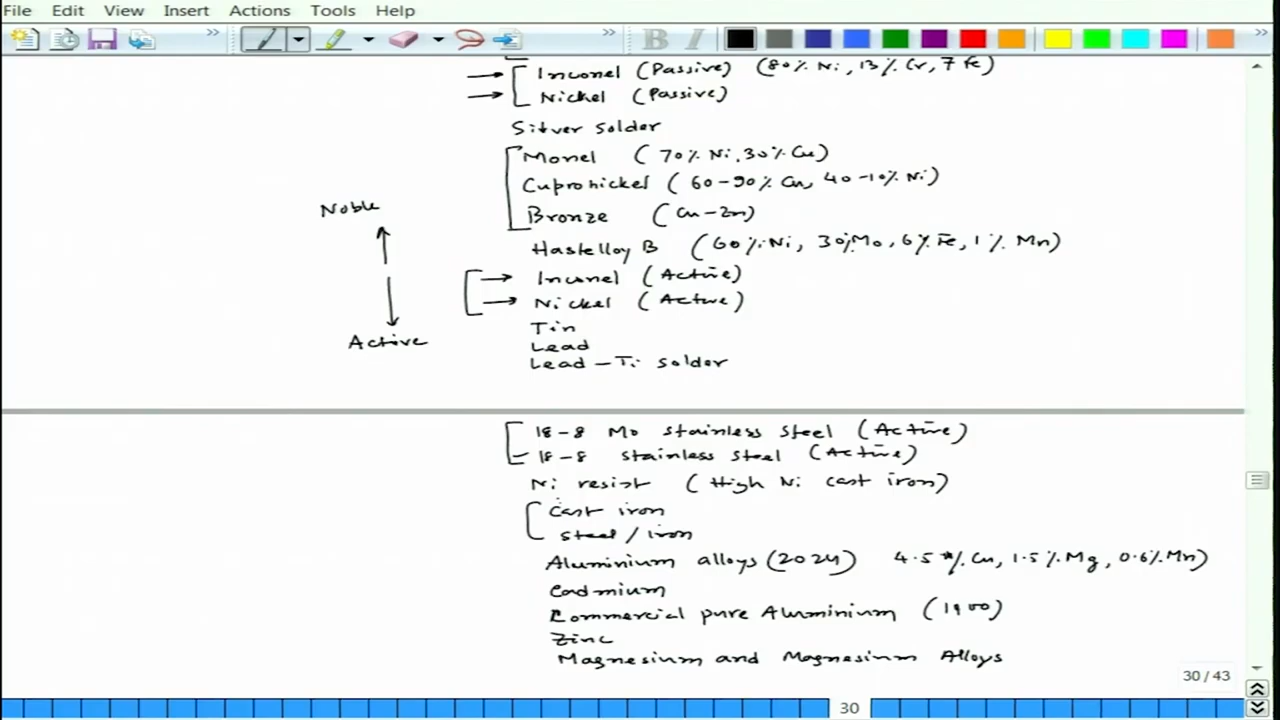 File Edit View Insert Actions Tools Help
B I
Inconel (Passive) (80% Ni, 13% Cr, 7 Fe)
Nickel (Passive)
Silver solder
Monel (70% Ni, 30% Cu)
Cupronickel (60-90% Cu, 40-10% Ni)
Noble
Bronze (Cu-Zn)
Hastelloy B (60% Ni, 30% Mo, 6% Fe, 1% Mn)
Inconel (Active)
Nickel (Active)
Tin
Active
Lead
Lead - Ti solder
18-8 Mo stainless steel (Active)
18-8 stainless steel (Active)
Ni resist (High Ni cast iron)
Cast iron
Steel / iron
Aluminium alloys (2024) 4.5% Cu, 1.5% Mg, 0.6% Mn)
Cadmium
Commercial pure Aluminium (1100)
Zinc
Magnesium and Magnesium Alloys
30 / 43
30